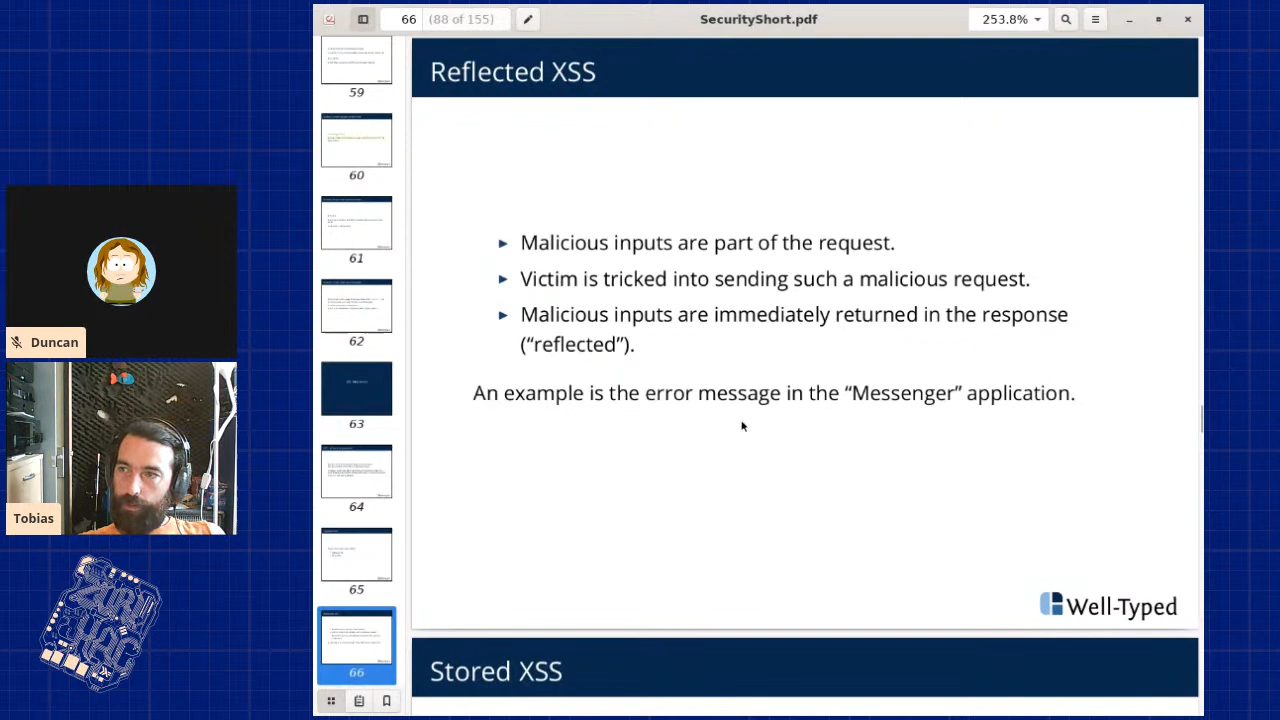 66 (88 of 155)
SecurityShort.pdf
253.8%
59
60
61
62
63
64
65
66
Reflected XSS
Malicious inputs are part of the request.
Victim is tricked into sending such a malicious request.
Malicious inputs are immediately returned in the response
(“reflected”).
An example is the error message in the “Messenger” application.
Well-Typed
Stored XSS
Duncan
Tobias